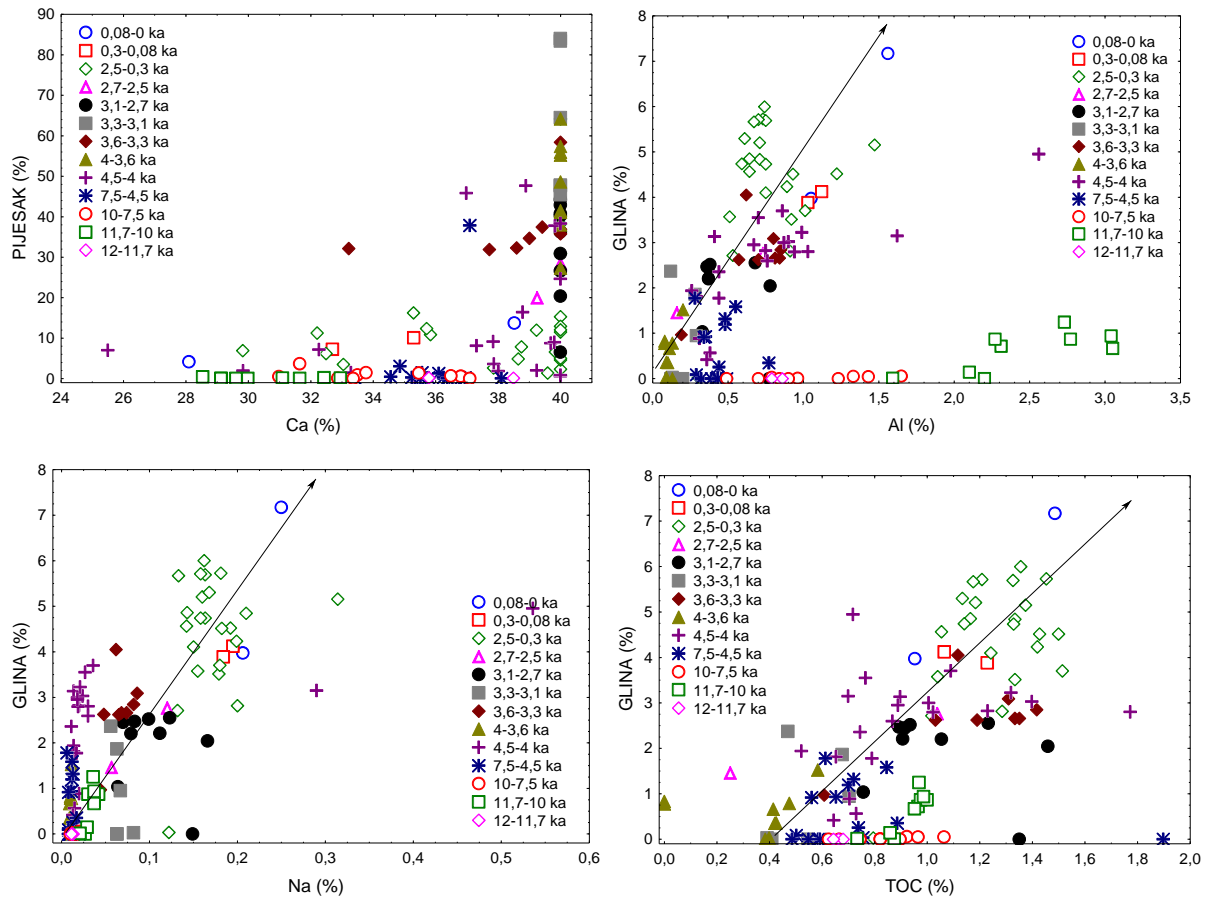 PIJESAK (%)
90
80
70
60
50
40
30
20
10
0
24 26 28 30 32 34 36 38 40
Ca (%)
0,08-0 ka
0,3-0,08 ka
2,5-0,3 ka
2,7-2,5 ka
3,1-2,7 ka
3,3-3,1 ka
3,6-3,3 ka
4-3,6 ka
4,5-4 ka
7,5-4,5 ka
10-7,5 ka
11,7-10 ka
12-11,7 ka
GLINA (%)
8
7
6
5
4
3
2
1
0
0,0 0,5 1,0 1,5 2,0 2,5 3,0 3,5
Al (%)
0,08-0 ka
0,3-0,08 ka
2,5-0,3 ka
2,7-2,5 ka
3,1-2,7 ka
3,3-3,1 ka
3,6-3,3 ka
4-3,6 ka
4,5-4 ka
7,5-4,5 ka
10-7,5 ka
11,7-10 ka
12-11,7 ka
GLINA (%)
8
7
6
5
4
3
2
1
0
0,0 0,1 0,2 0,3 0,4 0,5 0,6
Na (%)
0,08-0 ka
0,3-0,08 ka
2,5-0,3 ka
2,7-2,5 ka
3,1-2,7 ka
3,3-3,1 ka
3,6-3,3 ka
4-3,6 ka
4,5-4 ka
7,5-4,5 ka
10-7,5 ka
11,7-10 ka
12-11,7 ka
GLINA (%)
8
7
6
5
4
3
2
1
0
0,0 0,2 0,4 0,6 0,8 1,0 1,2 1,4 1,6 1,8 2,0
TOC (%)
0,08-0 ka
0,3-0,08 ka
2,5-0,3 ka
2,7-2,5 ka
3,1-2,7 ka
3,3-3,1 ka
3,6-3,3 ka
4-3,6 ka
4,5-4 ka
7,5-4,5 ka
10-7,5 ka
11,7-10 ka
12-11,7 ka